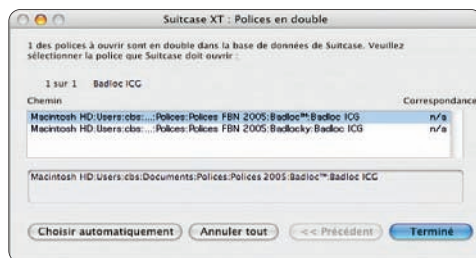 Suitcase XT : Polices en double
1 des polices à ouvrir sont en double dans la base de données de Suitcase. Veuillez
sélectionner la police que Suitcase doit ouvrir :
1 sur 1 Badloc ICG
Chemin Correspondance
Macintosh HD:Users:cbs:...:Polices:Polices FBN 2005:Badloc™:Badloc ICG n/a
Macintosh HD:Users:cbs:...:Polices:Polices FBN 2005:Badlocky:Badloc ICG n/a
Macintosh HD:Users:cbs:Documents:Polices:Polices 2005:Badloc™:Badloc ICG
Choisir automatiquement Annuler tout << Précédent Terminé